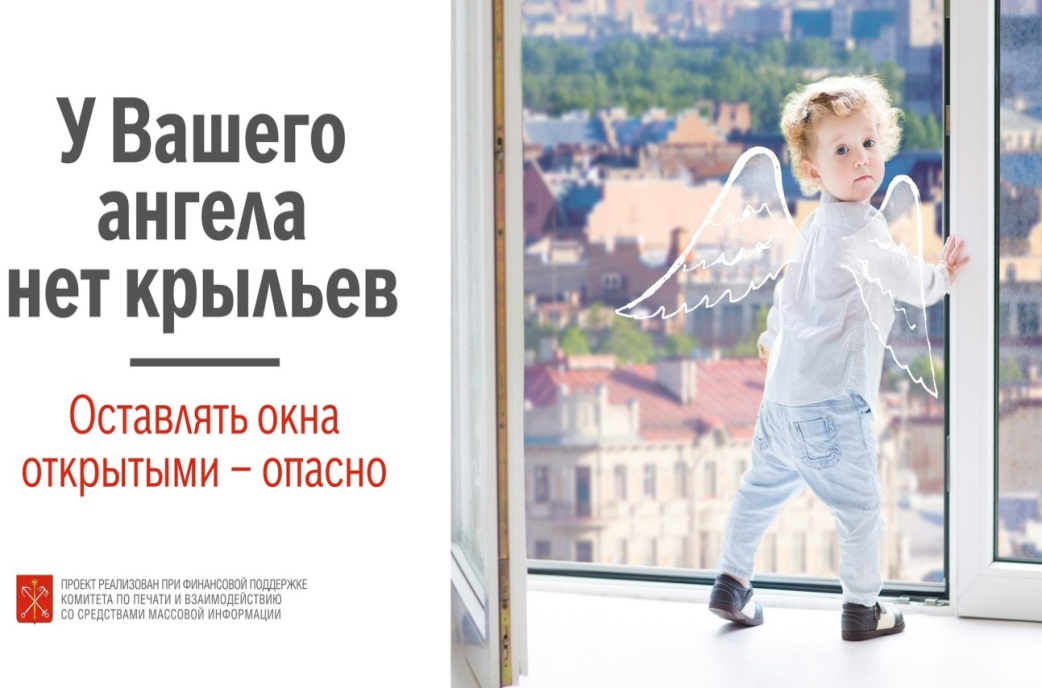 У Вашего
ангела
нет крыльев
Оставлять окна
открытыми – опасно
ПРОЕКТ РЕАЛИЗОВАН ПРИ ФИНАНСОВОЙ ПОДДЕРЖКЕ
КОМИТЕТА ПО ПЕЧАТИ И ВЗАИМОДЕЙСТВИЮ
СО СРЕДСТВАМИ МАССОВОЙ ИНФОРМАЦИИ